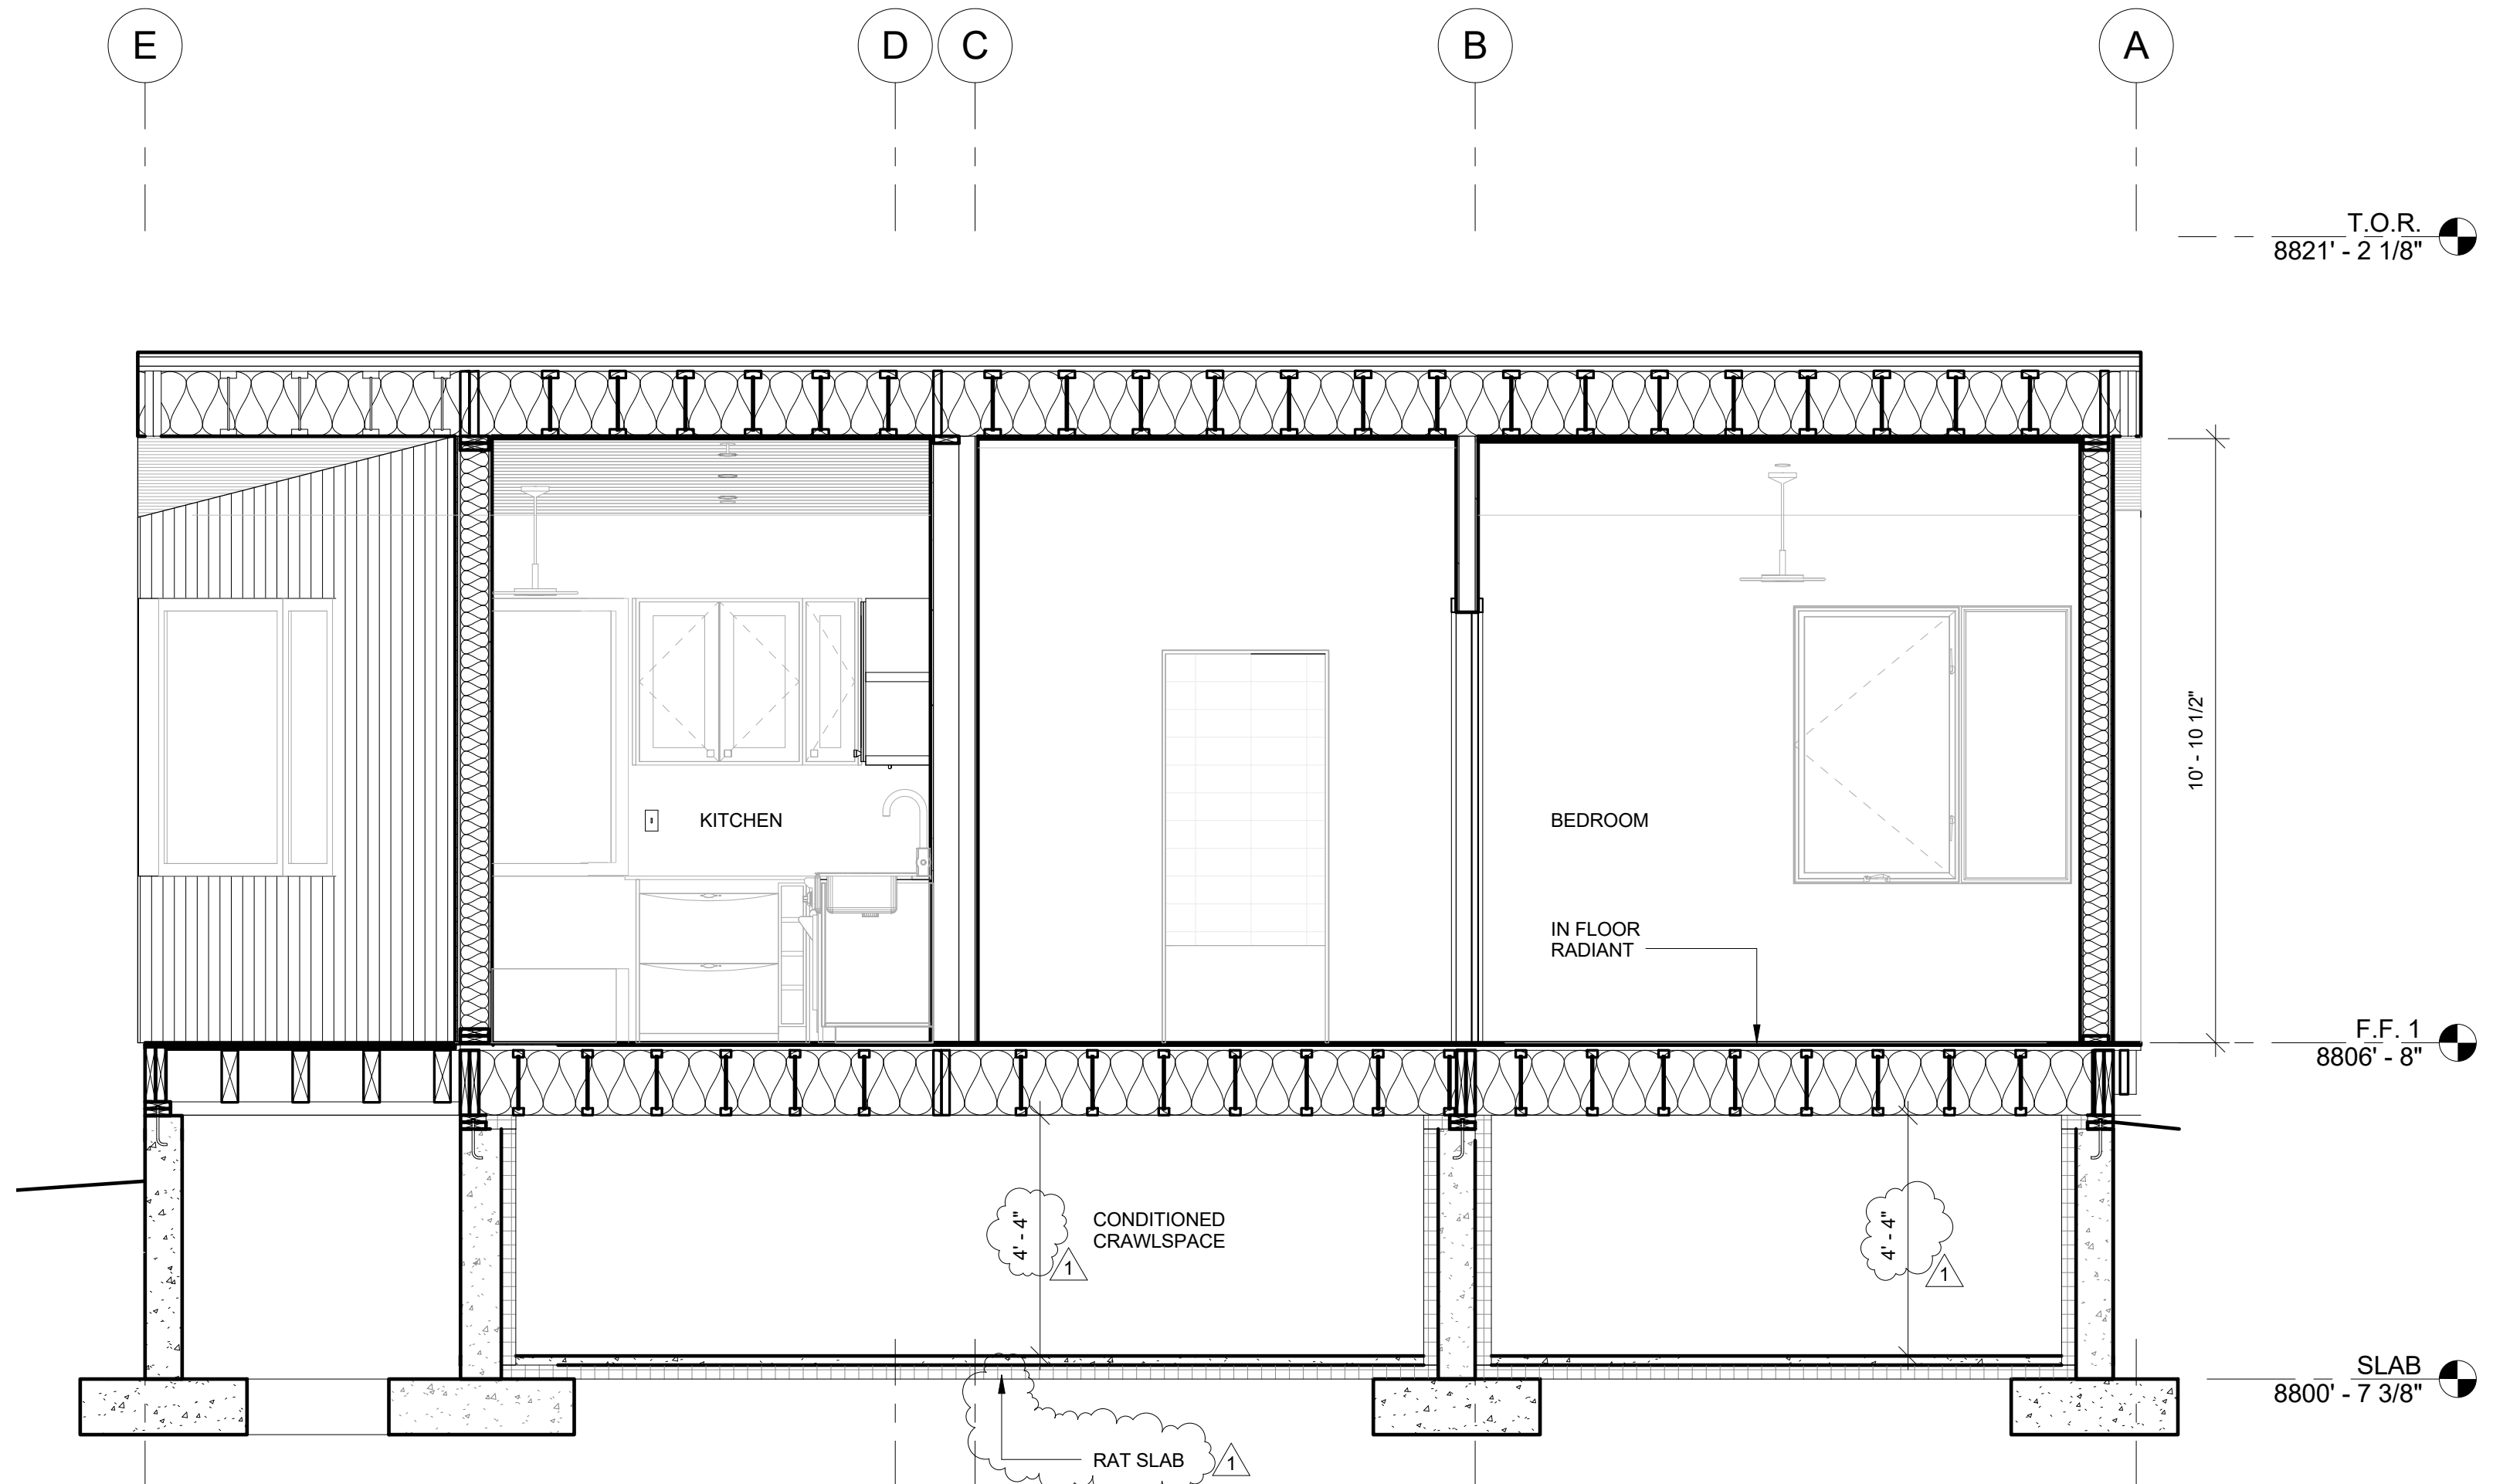 E
D
C
B
A
T.O.R.
8821' - 2 1/8"
10' - 10 1/2"
KITCHEN
BEDROOM
IN FLOOR
RADIANT
F.F. 1
8806' - 8"
4' - 4"
1
CONDITIONED
CRAWLSPACE
4' - 4"
1
SLAB
8800' - 7 3/8"
RAT SLAB
1